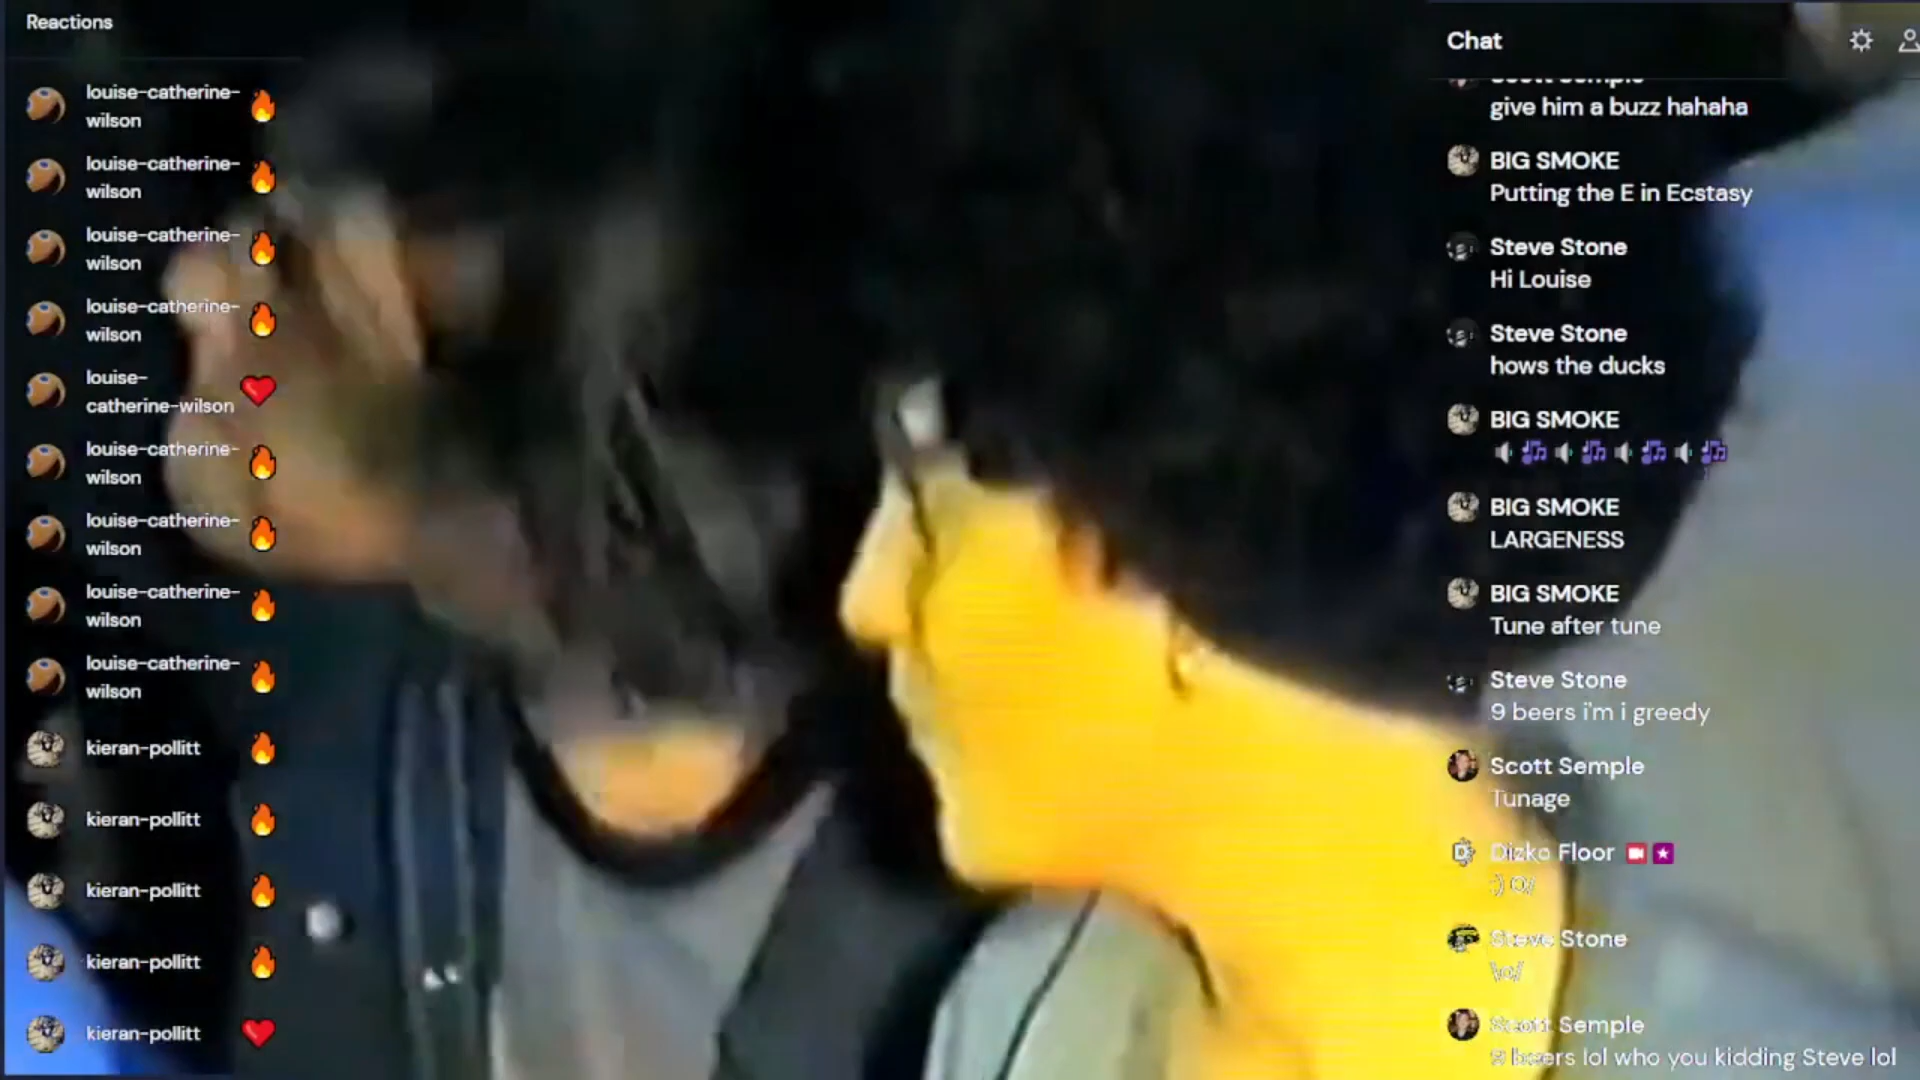 Reactions
louise-catherine-
wilson
louise-catherine-
wilson
louise-catherine-
wilson
louise-catherine-
wilson
louise-
catherine-wilson
louise-catherine-
wilson
louise-catherine-
wilson
louise-catherine-
wilson
louise-catherine-
wilson
kieran-pollitt
kieran-pollitt
kieran-pollitt
kieran-pollitt
kieran-pollitt
Chat
Scott Semple
give him a buzz hahaha
BIG SMOKE
Putting the E in Ecstasy
Steve Stone
Hi Louise
Steve Stone
hows the ducks
BIG SMOKE
🔈🎶🔈🎶🔈🎶🔈🎶
BIG SMOKE
LARGENESS
BIG SMOKE
Tune after tune
Steve Stone
9 beers i'm i greedy
Scott Semple
Tunage
Dizko Floor
Steve Stone
\o/
Scott Semple
9 beers lol who you kidding Steve lol